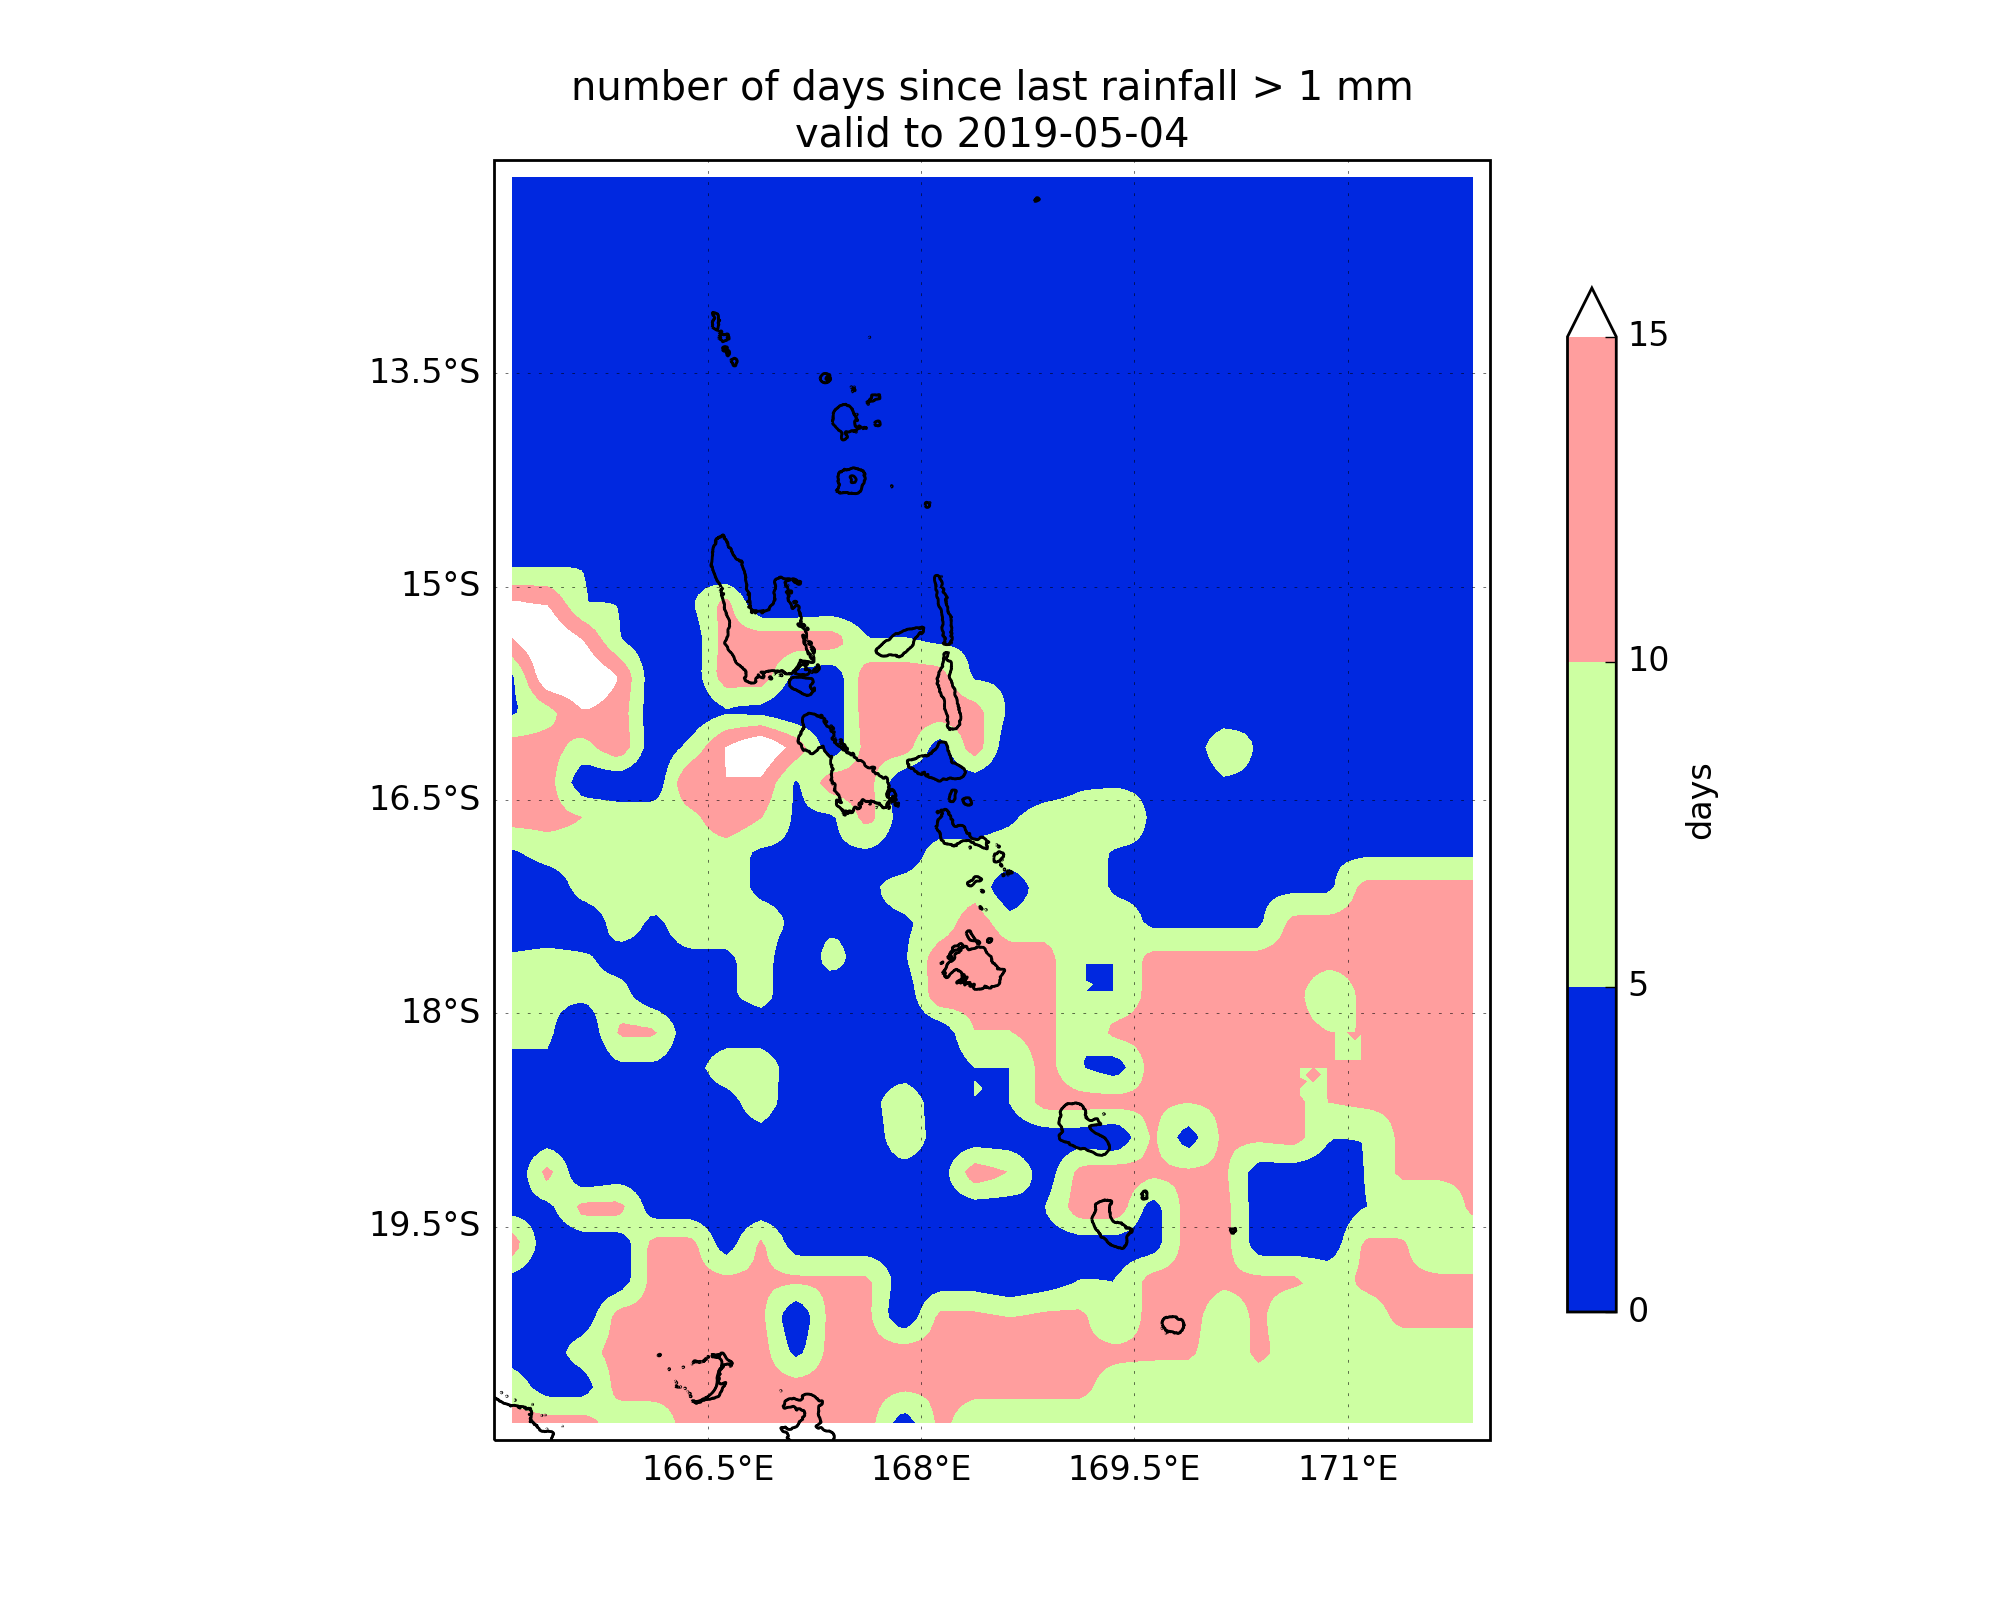 number of days since last rainfall > 1 mm
valid to 2019-05-04
13.5°S
15°S
16.5°S
18°S
19.5°S
166.5°E
168°E
169.5°E
171°E
15
10
5
0
days